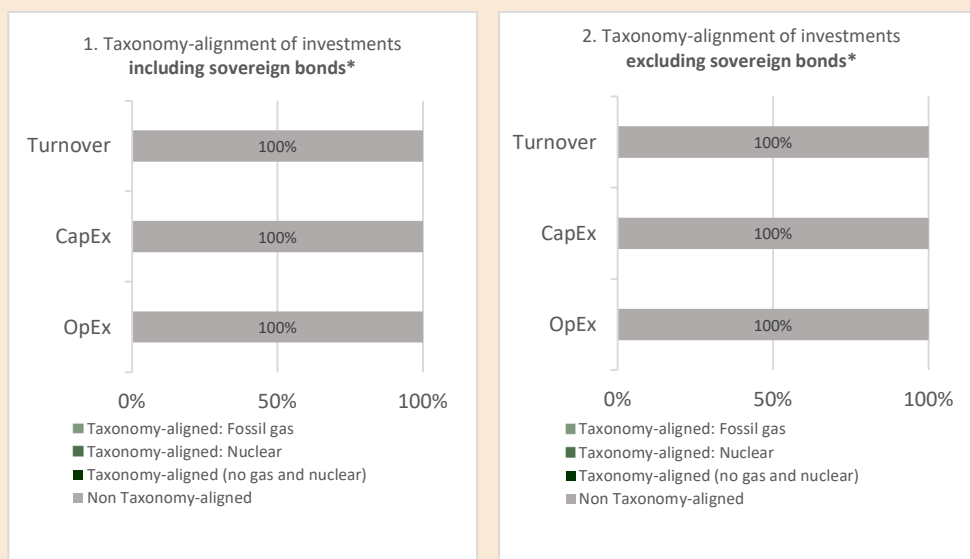 1. Taxonomy-alignment of investments
including sovereign bonds*
Turnover
100%
CapEx
100%
OpEx
100%
0%
50%
100%
Taxonomy-aligned: Fossil gas
Taxonomy-aligned: Nuclear
Taxonomy-aligned (no gas and nuclear)
Non Taxonomy-aligned
2. Taxonomy-alignment of investments
excluding sovereign bonds*
Turnover
100%
CapEx
100%
OpEx
100%
0%
50%
100%
Taxonomy-aligned: Fossil gas
Taxonomy-aligned: Nuclear
Taxonomy-aligned (no gas and nuclear)
Non Taxonomy-aligned